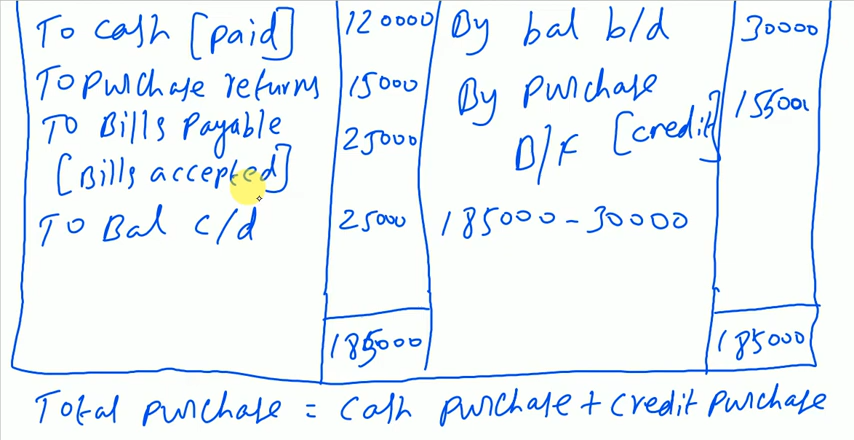 To cash [paid] 120000 By bal b/d 30000
To purchase returns 15000 By purchase 155000
To Bills payable 25000 B/F [credit]
[Bills accepted]
To Bal c/d 25000 185000 - 30000
185000 185000
Total purchase = cash purchase + credit purchase